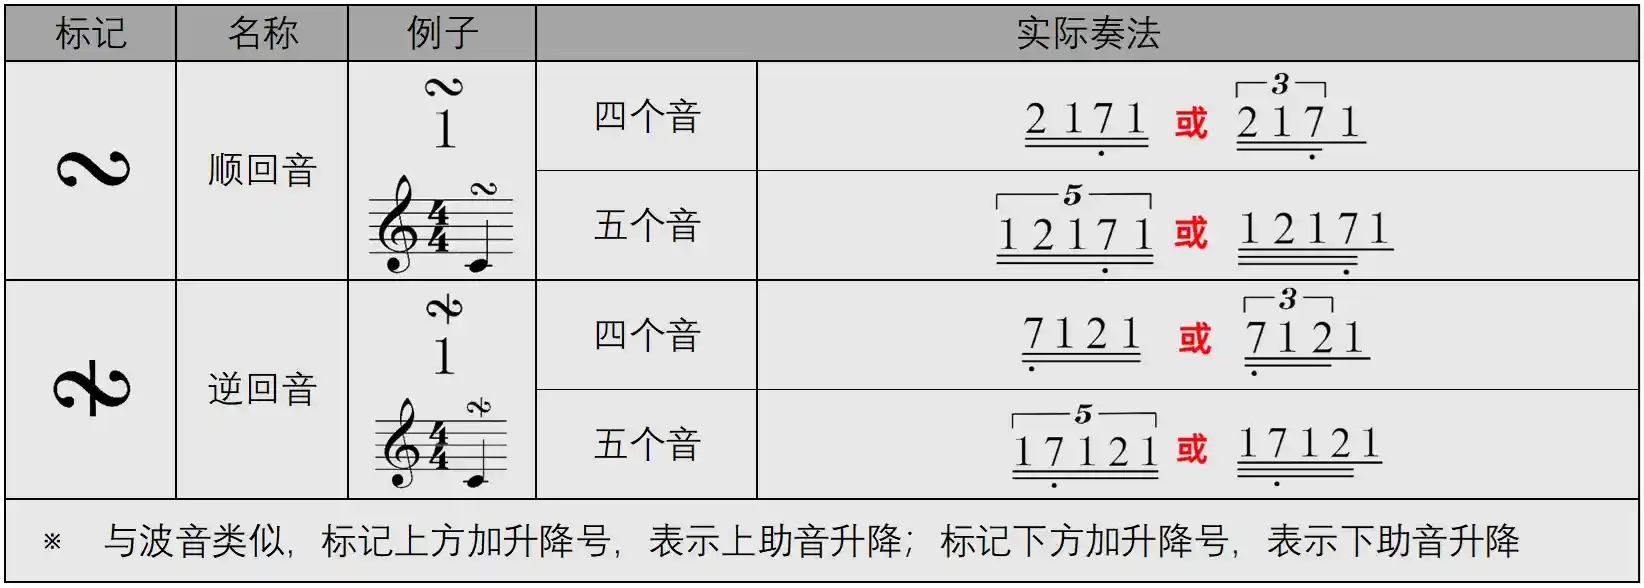 标记 名称 例子 实际奏法
1
4
4
顺回音
四个音 2 1 7̣ 1 或 3 2 1 7̣ 1
五个音 5 1 2 1 7̣ 1 或 1 2 1 7̣ 1
1
4
4
逆回音
四个音 7̣ 1 2 1 或 3 7̣ 1 2 1
五个音 5 1 7̣ 1 2 1 或 1 7̣ 1 2 1
※ 与波音类似，标记上方加升降号，表示上助音升降；标记下方加升降号，表示下助音升降